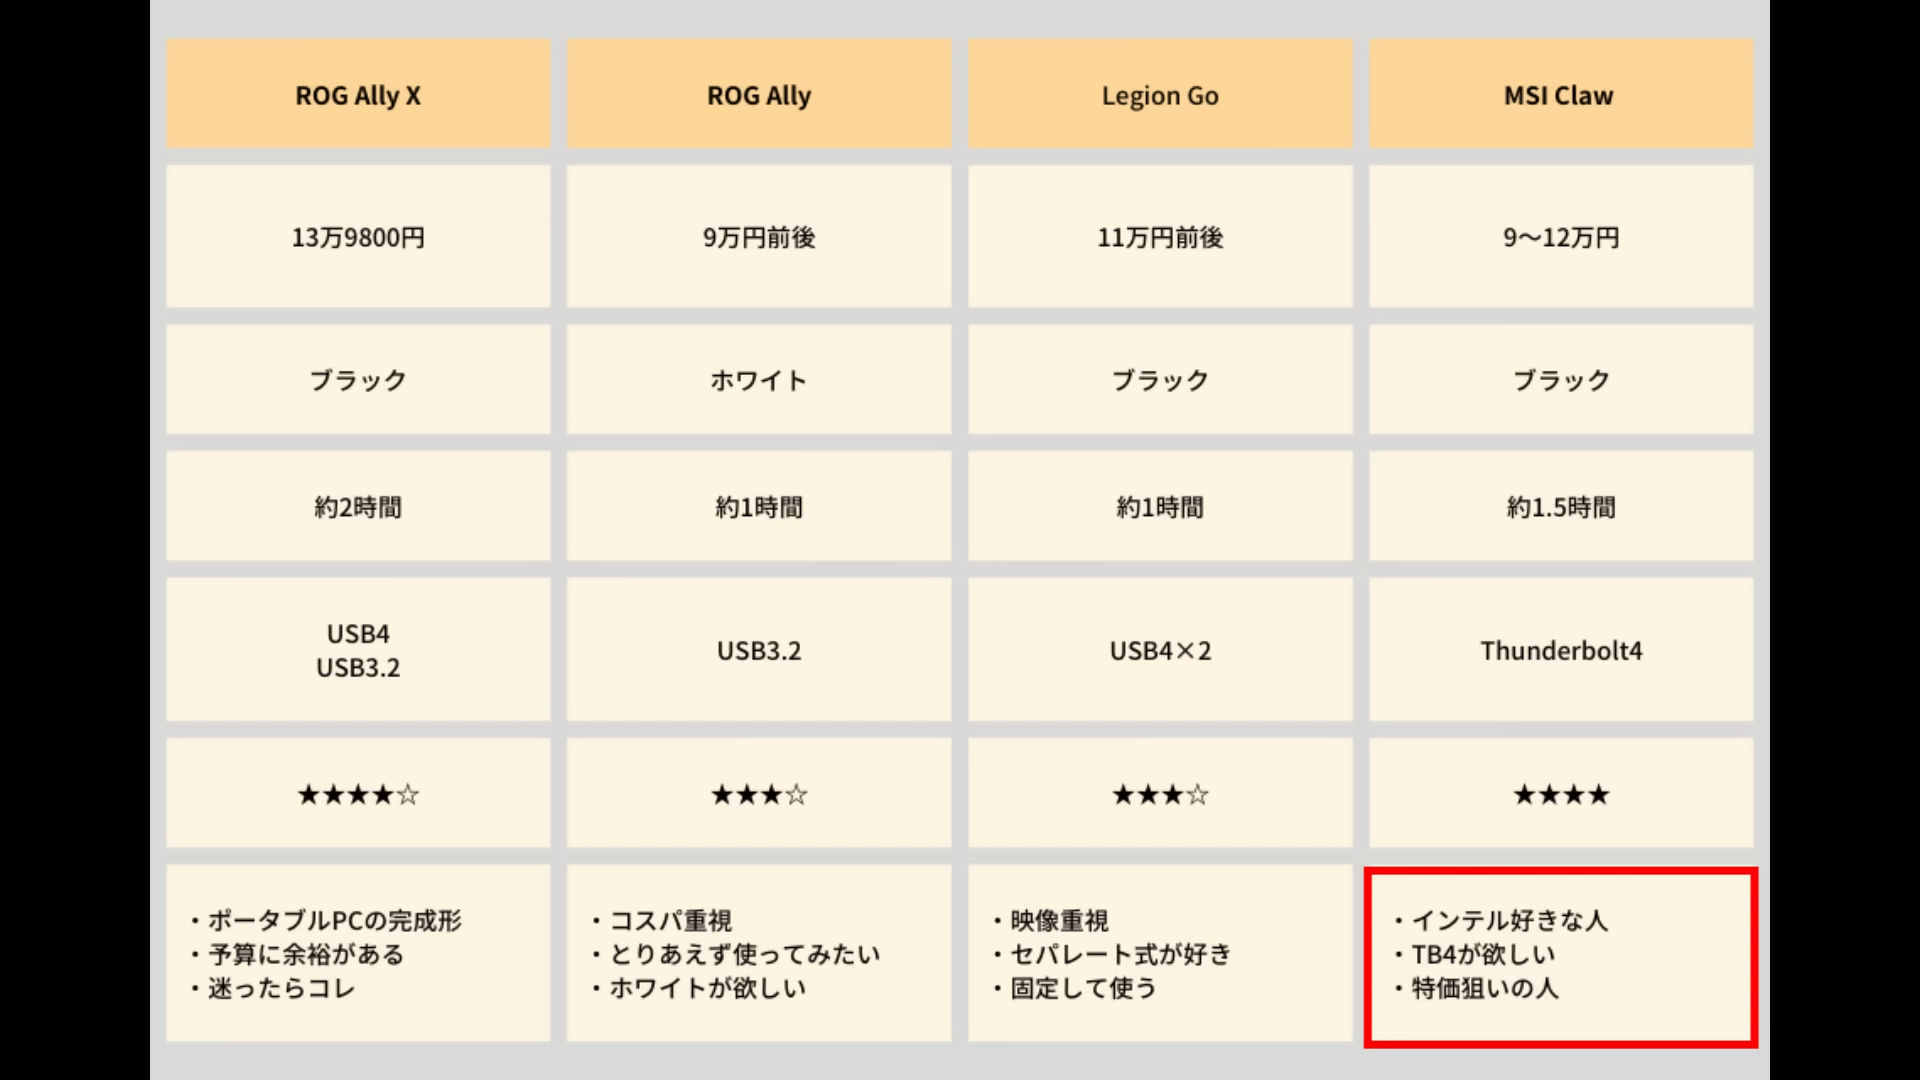 ROG Ally X
ROG Ally
Legion Go
MSI Claw
13万9800円
9万円前後
11万円前後
9〜12万円
ブラック
ホワイト
ブラック
ブラック
約2時間
約1時間
約1時間
約1.5時間
USB4
USB3.2
USB3.2
USB4×2
Thunderbolt4
★★★★☆
★★★☆
★★★☆
★★★★
・ポータブルPCの完成形
・予算に余裕がある
・迷ったらコレ
・コスパ重視
・とりあえず使ってみたい
・ホワイトが欲しい
・映像重視
・セパレート式が好き
・固定して使う
・インテル好きな人
・TB4が欲しい
・特価狙いの人